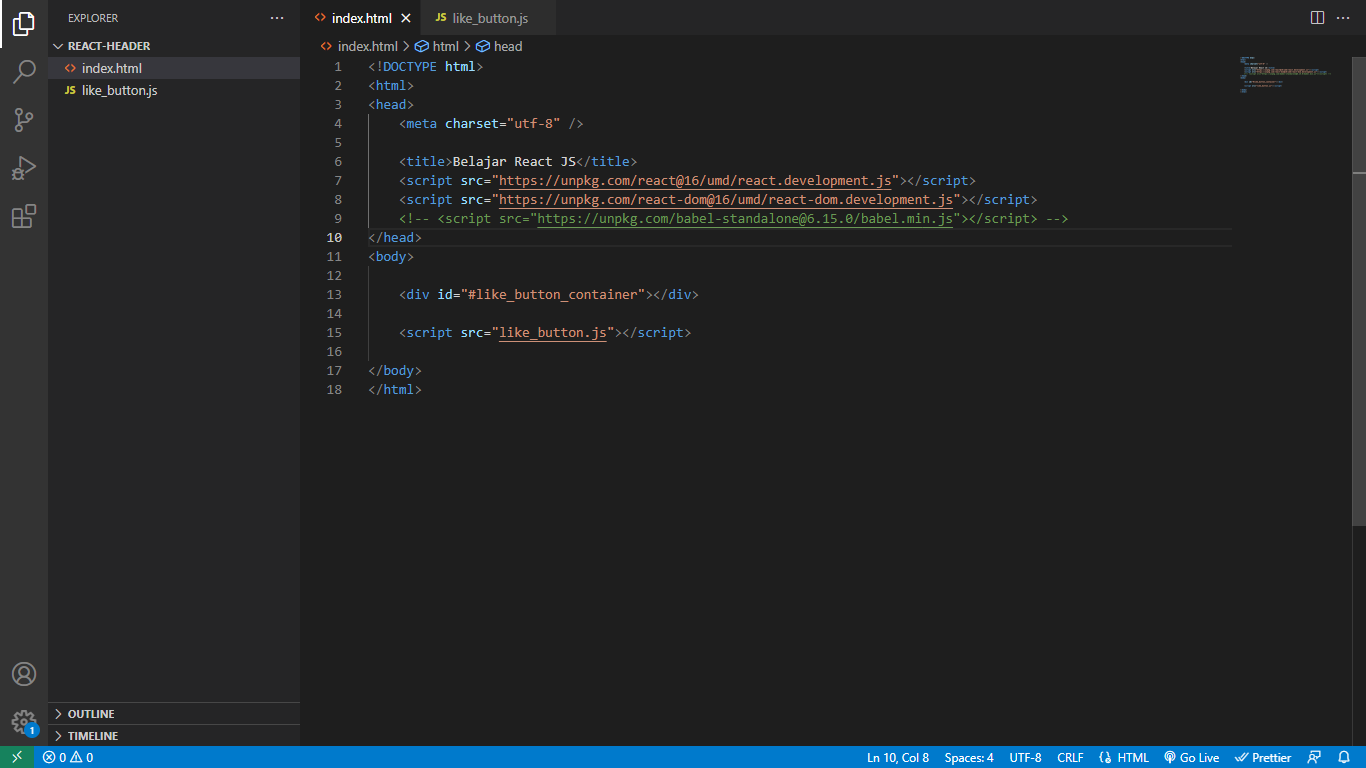 EXPLORER
REACT-HEADER
index.html
JS like_button.js
OUTLINE
TIMELINE
index.html
JS like_button.js
index.html > html > head
1 <!DOCTYPE html>
2 <html>
3 <head>
4 <meta charset="utf-8" />
5
6 <title>Belajar React JS</title>
7 <script src="https://unpkg.com/react@16/umd/react.development.js"></script>
8 <script src="https://unpkg.com/react-dom@16/umd/react-dom.development.js"></script>
9 <!-- <script src="https://unpkg.com/babel-standalone@6.15.0/babel.min.js"></script> -->
10 </head>
11 <body>
12
13 <div id="#like_button_container"></div>
14
15 <script src="like_button.js"></script>
16
17 </body>
18 </html>
1
0 0 Ln 10, Col 8 Spaces: 4 UTF-8 CRLF HTML Go Live Prettier